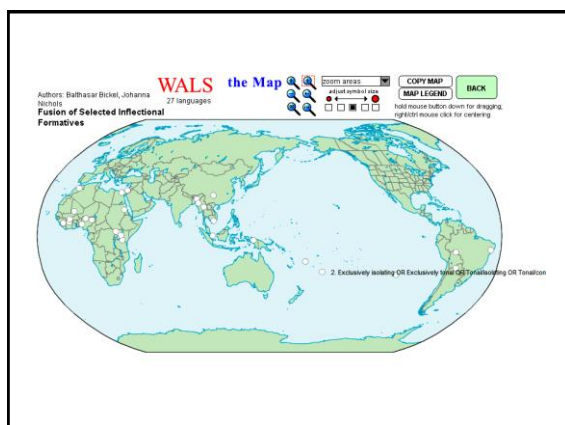 Authors: Balthasar Bickel, Johanna Nichols
Fusion of Selected Inflectional
Formatives
WALS
27 languages
the Map
zoom areas
adjust symbol size
COPY MAP
MAP LEGEND
BACK
hold mouse button down for dragging,
right/ctrl mouse click for centering
2. Exclusively isolating OR Exclusively tonal OR Tonal/isolating OR Tonal/con